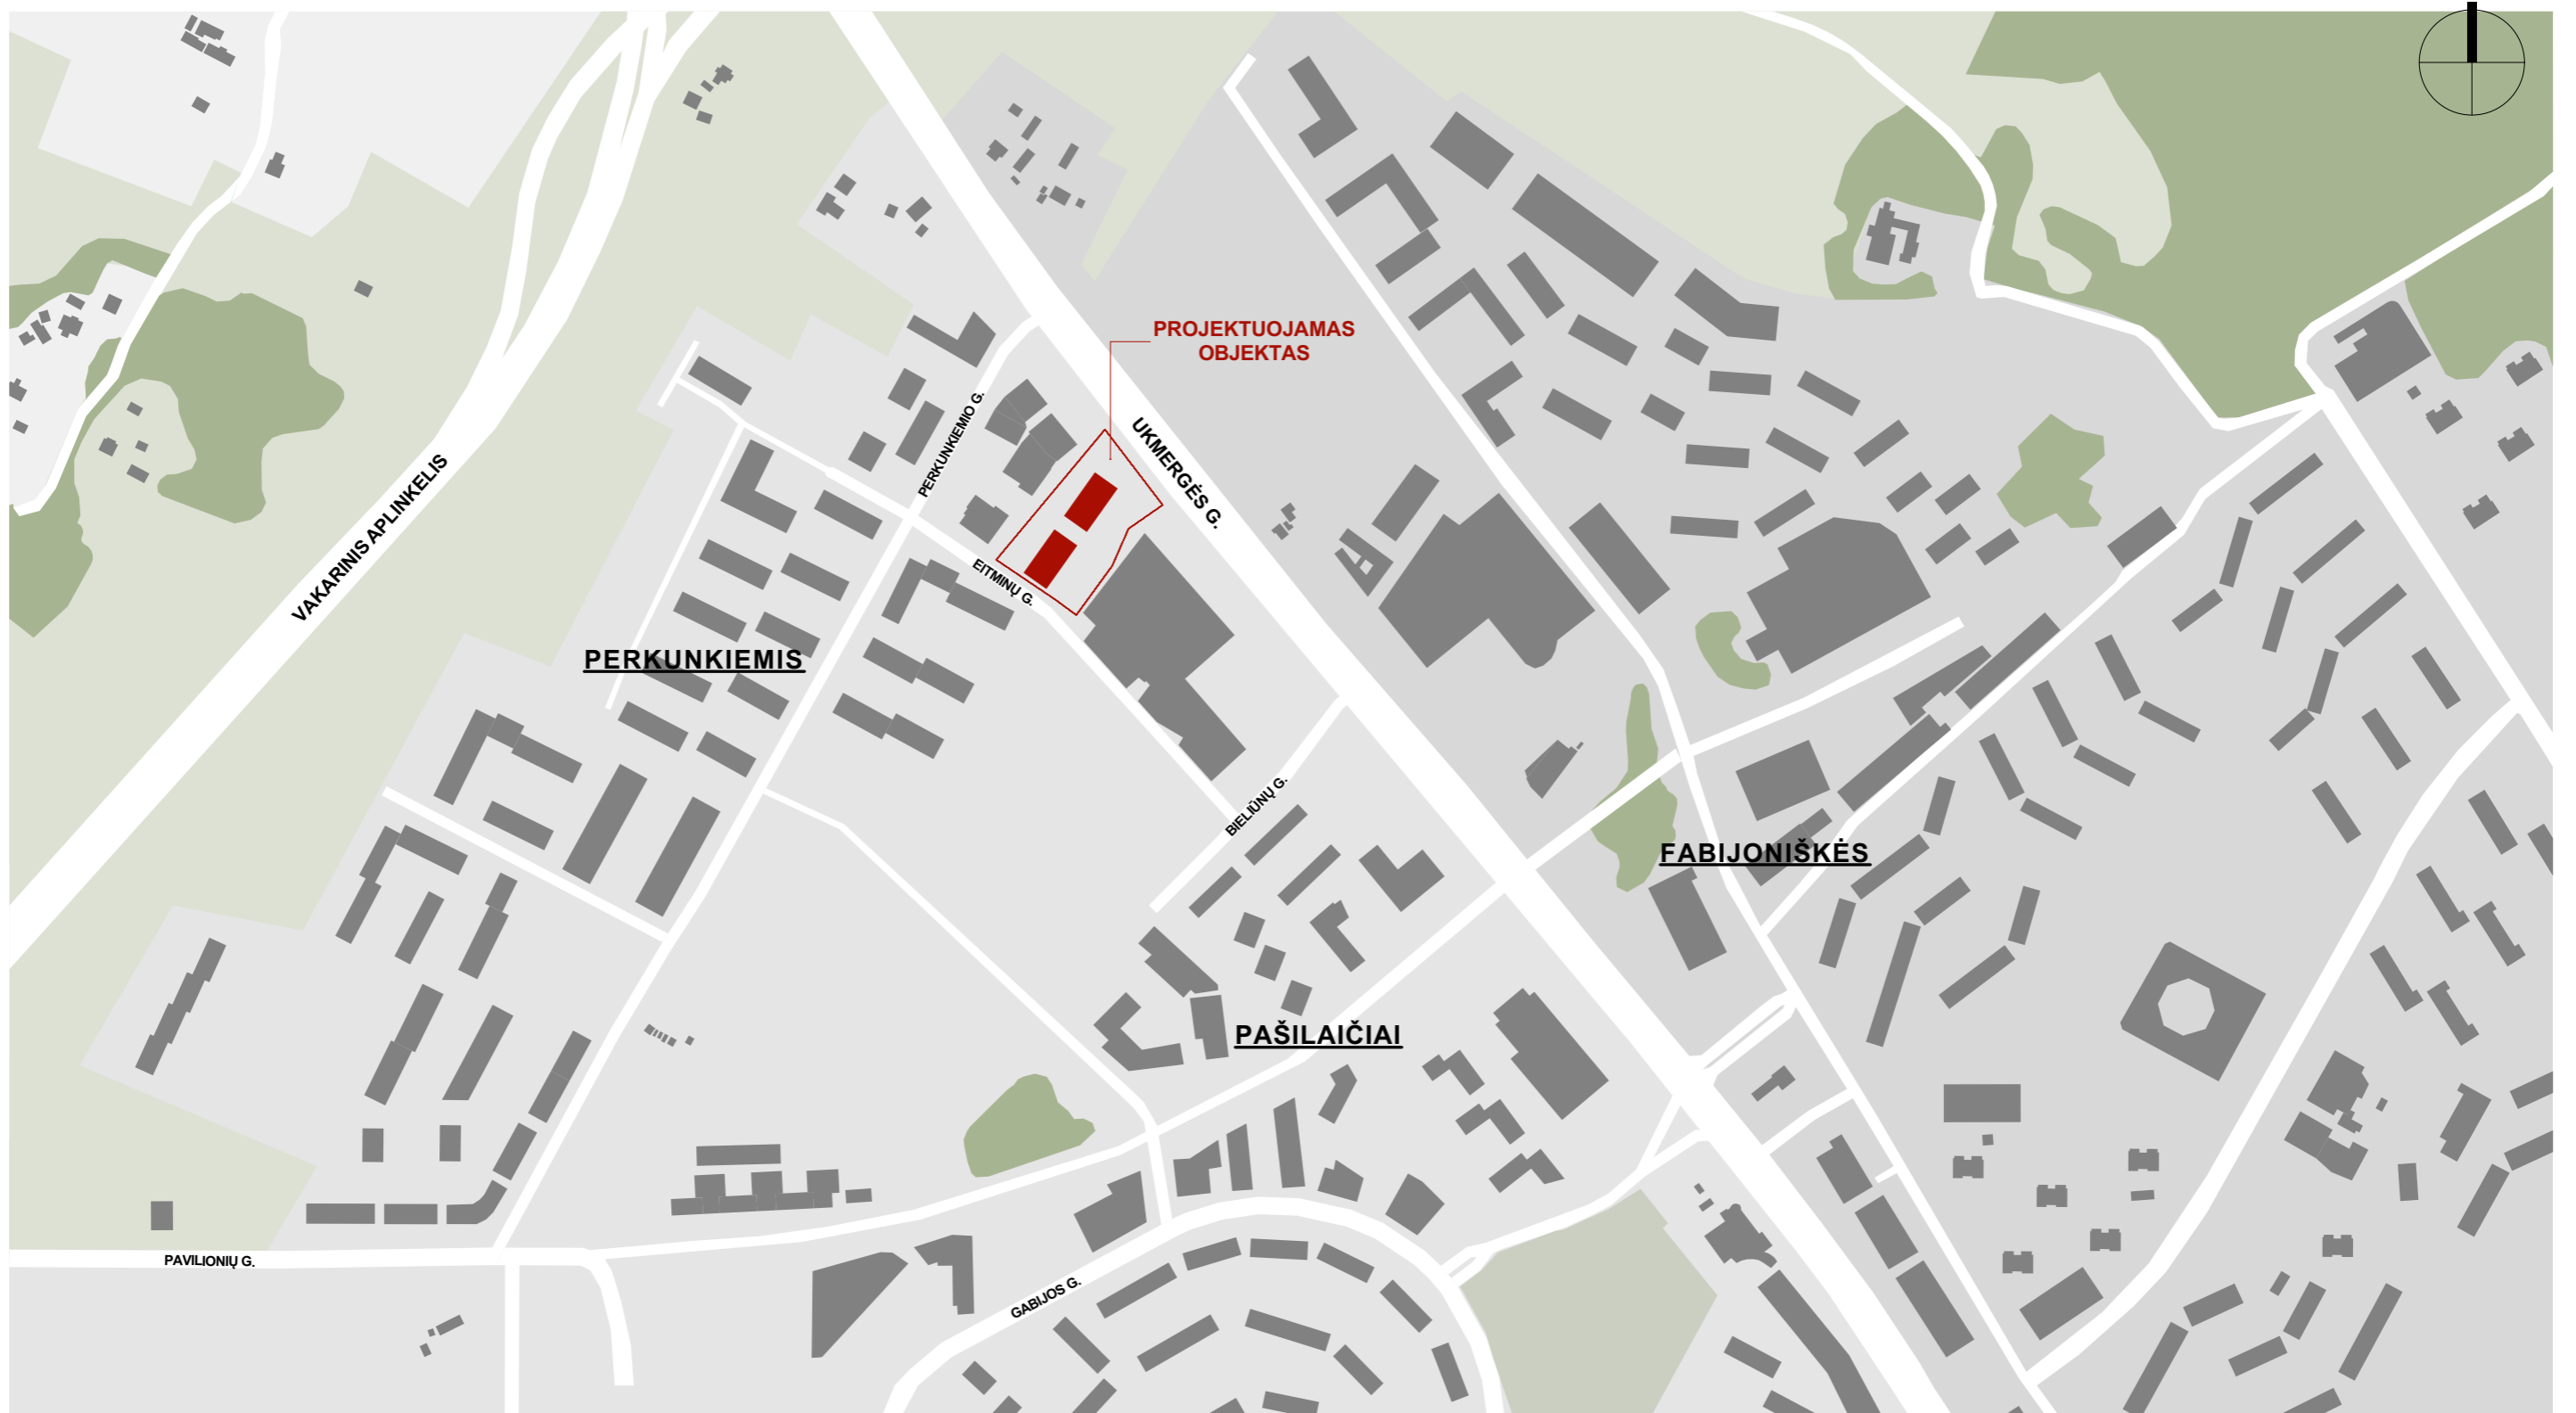 PROJEKTUOJAMAS
OBJEKTAS
PERKUNKIEMIO G.
UKMERGĖS G.
VAKARINIS APLINKELIS
EITMINŲ G.
PERKUNKIEMIS
BIELIŪNŲ G.
FABIJONIŠKĖS
PAŠILAIČIAI
PAVILIONIŲ G.
GABIJOS G.